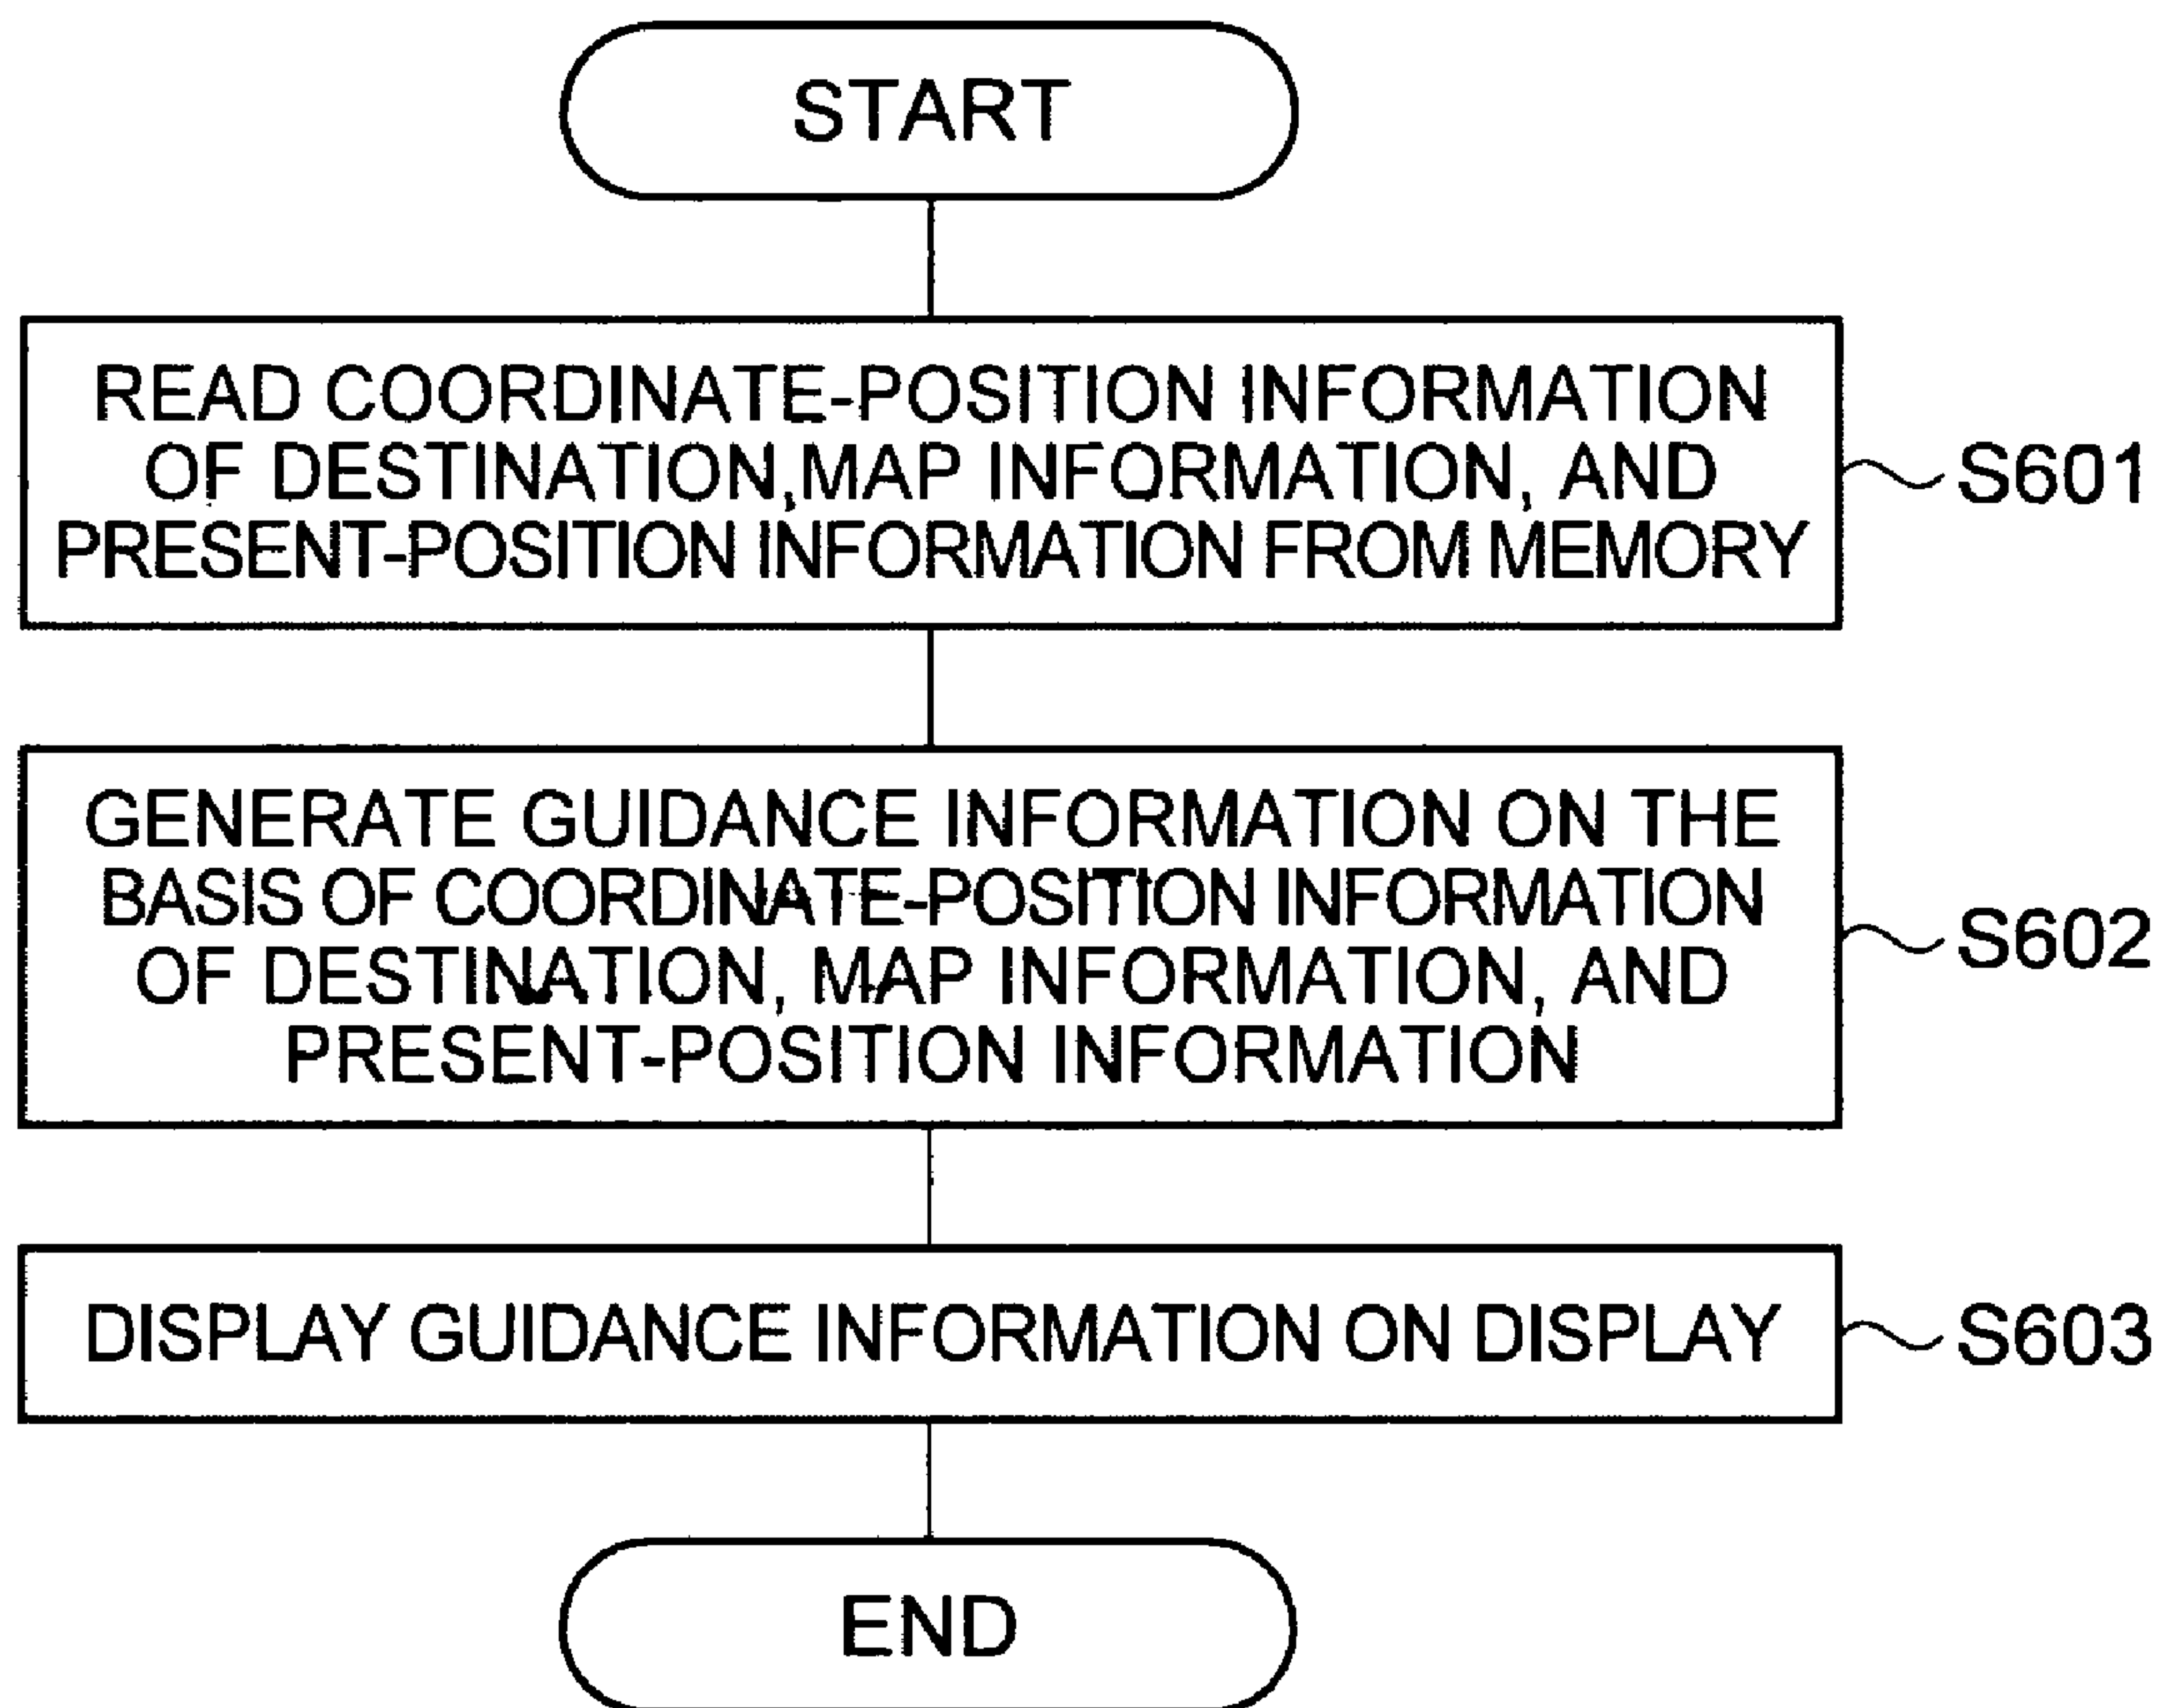 START
READ COORDINATE-POSITION INFORMATION
OF DESTINATION,MAP INFORMATION, AND
PRESENT-POSITION INFORMATION FROM MEMORY
S601
GENERATE GUIDANCE INFORMATION ON THE
BASIS OF COORDINATE-POSITION INFORMATION
OF DESTINATION, MAP INFORMATION, AND
PRESENT-POSITION INFORMATION
S602
DISPLAY GUIDANCE INFORMATION ON DISPLAY
S603
END